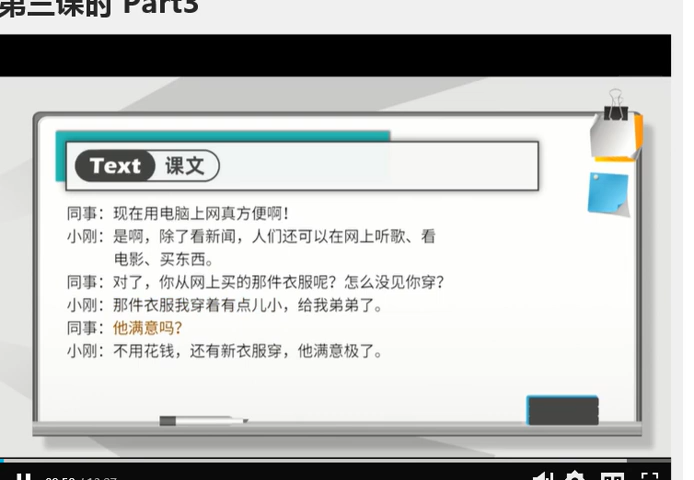 第三课时 Part3
Text 课文
同事：现在用电脑上网真方便啊！
小刚：是啊，除了看新闻，人们还可以在网上听歌、看
电影、买东西。
同事：对了，你从网上买的那件衣服呢？怎么没见你穿？
小刚：那件衣服我穿着有点儿小，给我弟弟了。
同事：他满意吗？
小刚：不用花钱，还有新衣服穿，他满意极了。